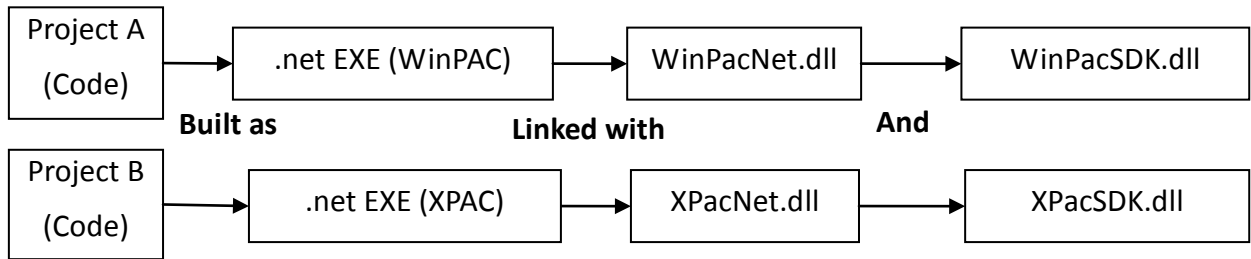 Project A
(Code)
.net EXE (WinPAC)
WinPacNet.dll
WinPacSDK.dll
Built as
Linked with
And
Project B
(Code)
.net EXE (XPAC)
XPacNet.dll
XPacSDK.dll